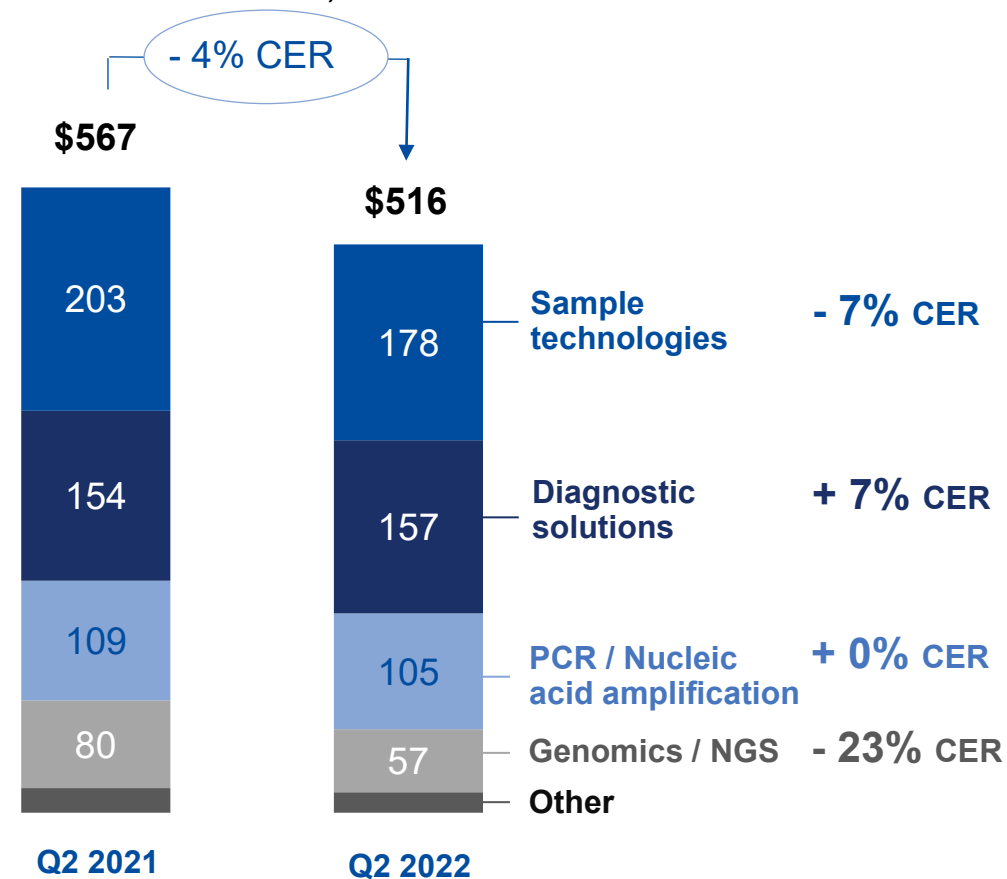 - 4% CER
$567
$516
203
178
Sample
technologies
- 7% CER
154
157
Diagnostic
solutions
+ 7% CER
109
105
PCR / Nucleic
acid amplification
+ 0% CER
80
57
Genomics / NGS
- 23% CER
Other
Q2 2021
Q2 2022